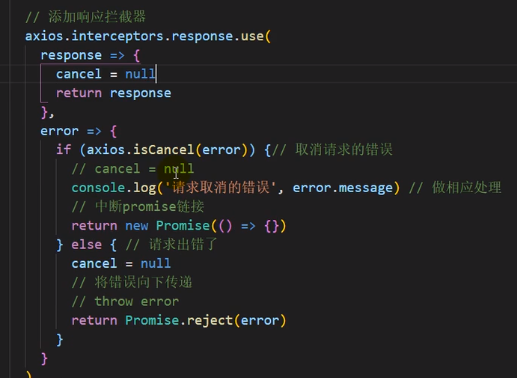 // 添加响应拦截器
axios.interceptors.response.use(
response => {
cancel = null
return response
},
error => {
if (axios.isCancel(error)) {// 取消请求的错误
// cancel = null
console.log('请求取消的错误', error.message) // 做相应处理
// 中断promise链接
return new Promise(() => {})
} else { // 请求出错了
cancel = null
// 将错误向下传递
// throw error
return Promise.reject(error)
}
}
)